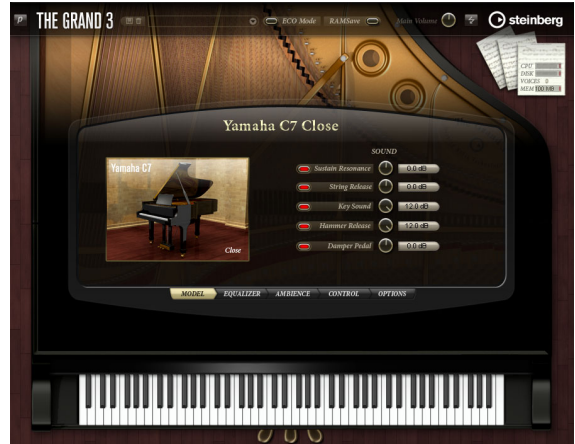 P THE GRAND 3 ECO Mode RAMSave Main Volume steinberg
CPU
DISK
VOICES 0
MEM 100 MB
Yamaha C7 Close
SOUND
Yamaha C7
Sustain Resonance 0.0 dB
String Release 0.0 dB
Key Sound 12.0 dB
Hammer Release 12.0 dB
Damper Pedal 0.0 dB
Close
MODEL EQUALIZER AMBIENCE CONTROL OPTIONS